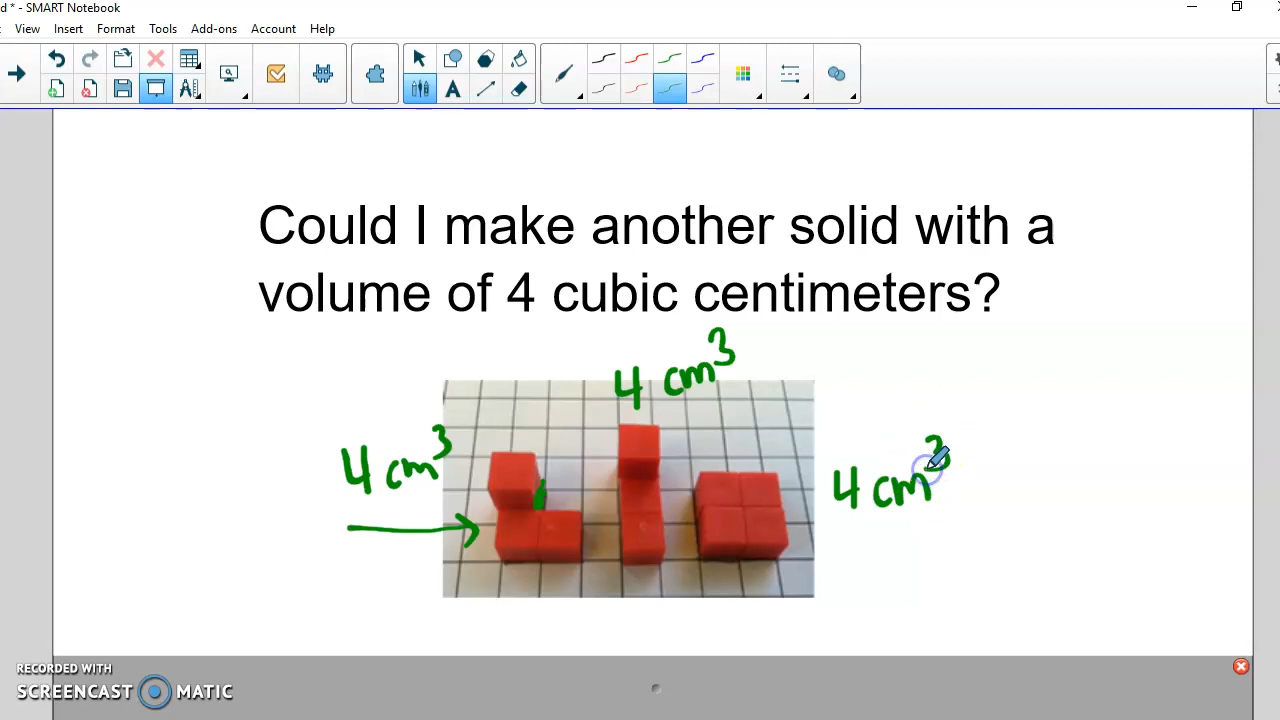 d * - SMART Notebook
View Insert Format Tools Add-ons Account Help
Could I make another solid with a
volume of 4 cubic centimeters?
4 cm³
4 cm³
4 cm³
RECORDED WITH
SCREENCAST MATIC